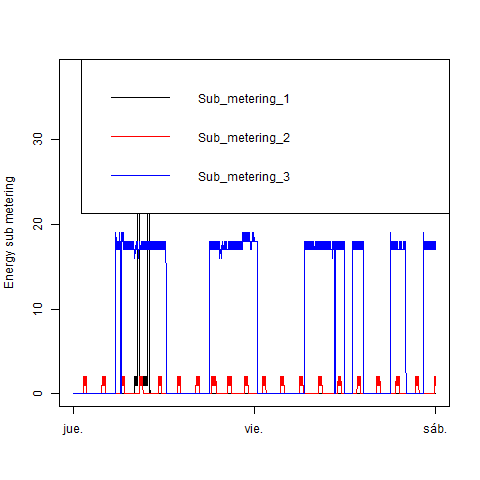 Sub_metering_1
Sub_metering_2
Sub_metering_3
Energy sub metering
30
20
10
0
jue.
vie.
sáb.